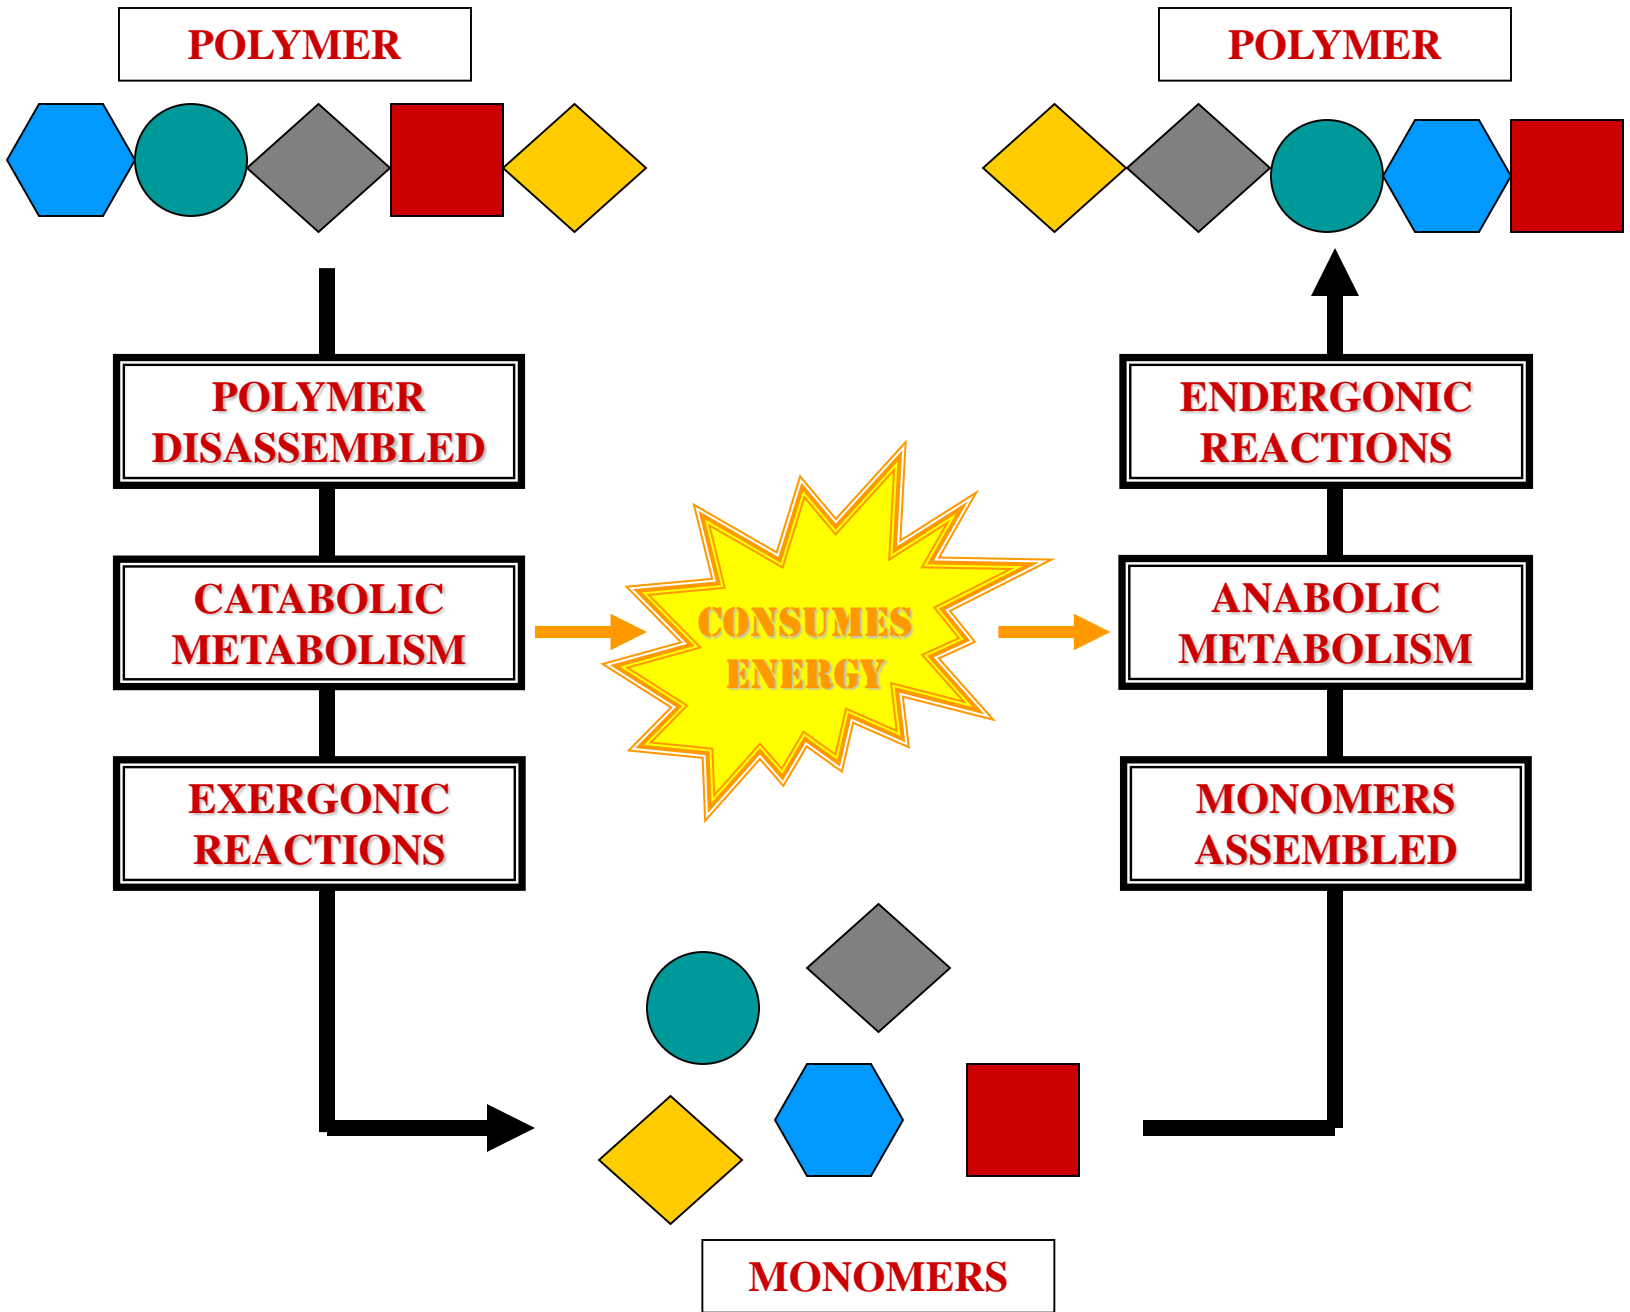 POLYMER
POLYMER
POLYMER
DISASSEMBLED
CATABOLIC
METABOLISM
EXERGONIC
REACTIONS
CONSUMES
ENERGY
ENDERGONIC
REACTIONS
ANABOLIC
METABOLISM
MONOMERS
ASSEMBLED
MONOMERS